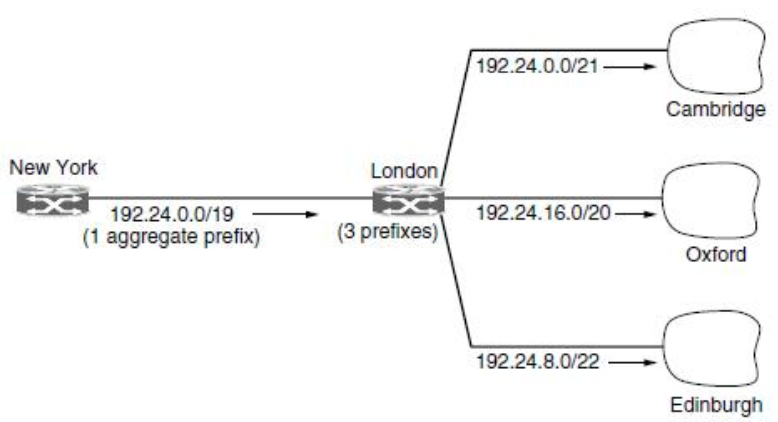 192.24.0.0/21
Cambridge
New York
London
192.24.0.0/19
(1 aggregate prefix)
(3 prefixes)
192.24.16.0/20
Oxford
192.24.8.0/22
Edinburgh